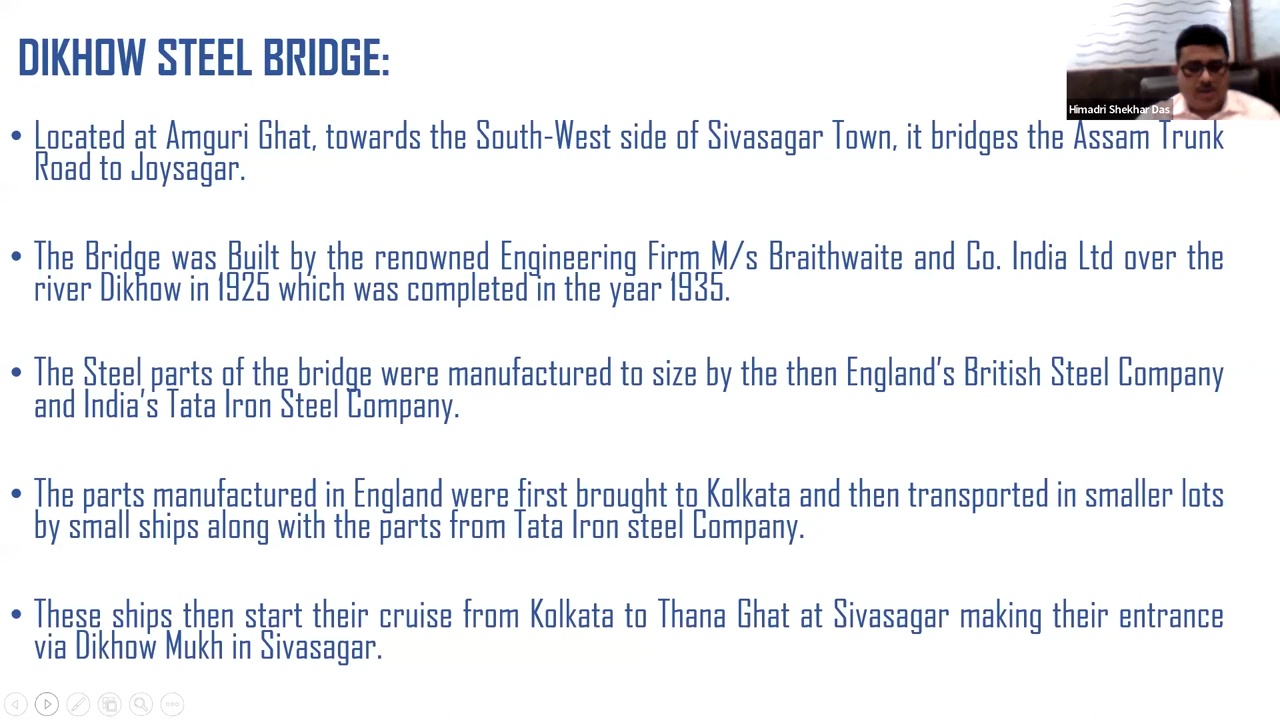 DIKHOW STEEL BRIDGE:
Himadri Shekhar Das
• Located at Amguri Ghat, towards the South-West side of Sivasagar Town, it bridges the Assam Trunk
Road to Joysagar.
• The Bridge was Built by the renowned Engineering Firm M/s Braithwaite and Co. India Ltd over the
river Dikhow in 1925 which was completed in the year 1935.
• The Steel parts of the bridge were manufactured to size by the then England's British Steel Company
and India's Tata Iron Steel Company.
• The parts manufactured in England were first brought to Kolkata and then transported in smaller lots
by small ships along with the parts from Tata Iron steel Company.
• These ships then start their cruise from Kolkata to Thana Ghat at Sivasagar making their entrance
via Dikhow Mukh in Sivasagar.